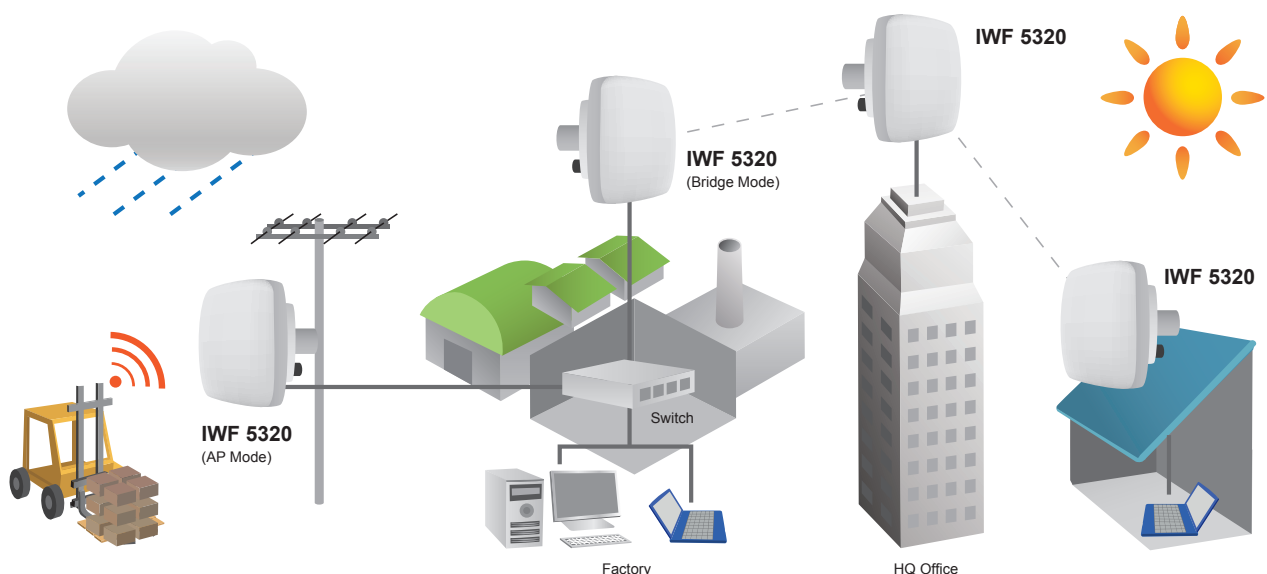 IWF 5320
IWF 5320
(Bridge Mode)
IWF 5320
Switch
IWF 5320
(AP Mode)
Factory
HQ Office